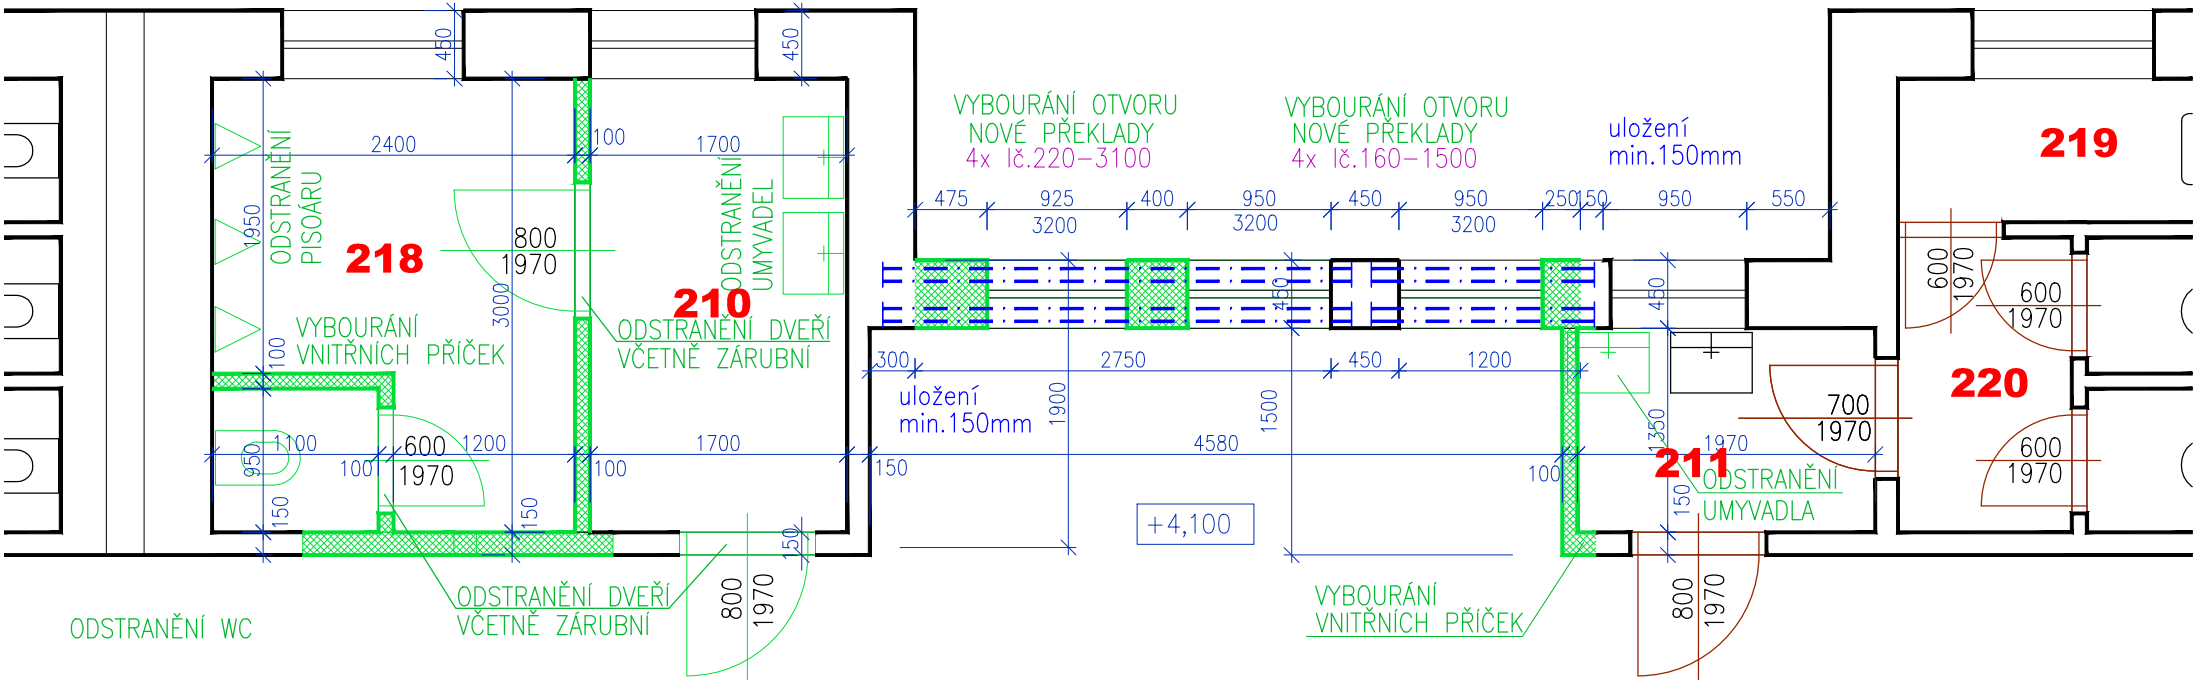 450
450
VYBOURÁNÍ OTVORU
NOVÉ PŘEKLADY
4x Ič.220–3100
VYBOURÁNÍ OTVORU
NOVÉ PŘEKLADY
4x Ič.160–1500
uložení
min.150mm
219
2400
100
1700
ODSTRANĚNÍ
PISOÁRU
1950
218
800
1970
3000
ODSTRANĚNÍ
UMYVADEL
210
475
925
400
950
450
950
250
150
950
550
3200
3200
3200
600
1970
600
1970
450
450
VYBOURÁNÍ
VNITŘNÍCH PŘÍČEK
100
ODSTRANĚNÍ DVEŘÍ
VČETNĚ ZÁRUBNÍ
300
2750
450
1200
uložení
min.150mm
1900
1500
1350
220
700
1970
1100
600
1970
1200
1700
4580
1970
950
100
100
150
100
211
600
1970
ODSTRANĚNÍ
UMYVADLA
150
150
150
150
+4,100
ODSTRANĚNÍ DVEŘÍ
VČETNĚ ZÁRUBNÍ
800
1970
VYBOURÁNÍ
VNITŘNÍCH PŘÍČEK
800
1970
ODSTRANĚNÍ WC